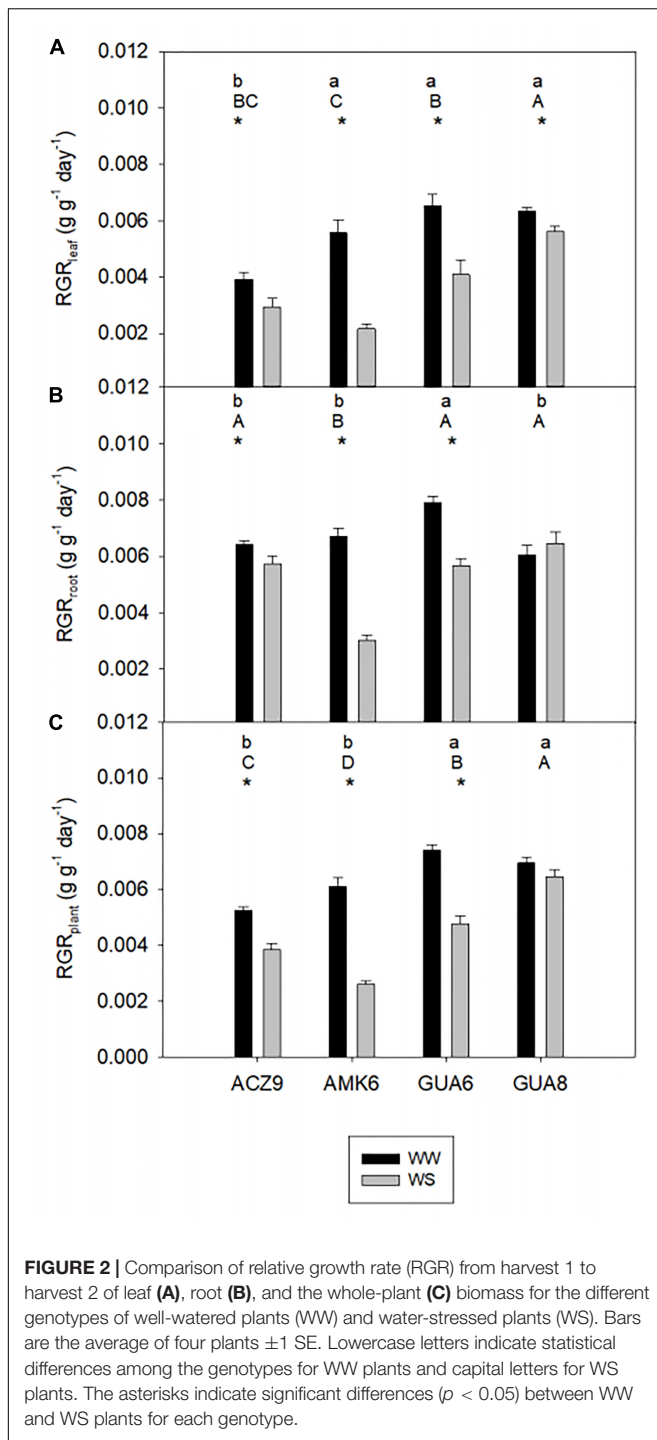 A
0.012
b a a a
0.010
BC C B A
* * * *
0.008
RGRleaf (g g-1 day-1)
0.006
0.004
0.002
B
0.012
b b a b
A B A A
0.010
* * *
0.008
RGRroot (g g-1 day-1)
0.006
0.004
0.002
C
0.012
b b a a
C D B A
0.010
* * *
0.008
RGRplant (g g-1 day-1)
0.006
0.004
0.002
0.000
ACZ9 AMK6 GUA6 GUA8
WW
WS
FIGURE 2 | Comparison of relative growth rate (RGR) from harvest 1 to
harvest 2 of leaf (A), root (B), and the whole-plant (C) biomass for the different
genotypes of well-watered plants (WW) and water-stressed plants (WS). Bars
are the average of four plants ±1 SE. Lowercase letters indicate statistical
differences among the genotypes for WW plants and capital letters for WS
plants. The asterisks indicate significant differences (p < 0.05) between WW
and WS plants for each genotype.